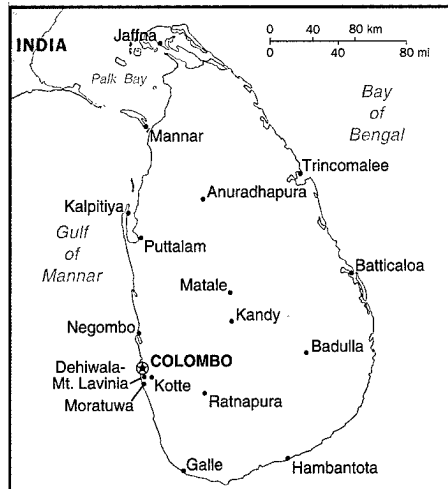 INDIA
Jaffna
0 40 80 km
0 40 80 mi
Palk Bay
Bay
of
Bengal
Mannar
Trincomalee
Anuradhapura
Kalpitiya
Gulf
of
Mannar
Puttalam
Batticaloa
Matale
Kandy
Negombo
Badulla
COLOMBO
Dehiwala-
Mt. Lavinia
Kotte
Moratuwa
Ratnapura
Galle
Hambantota